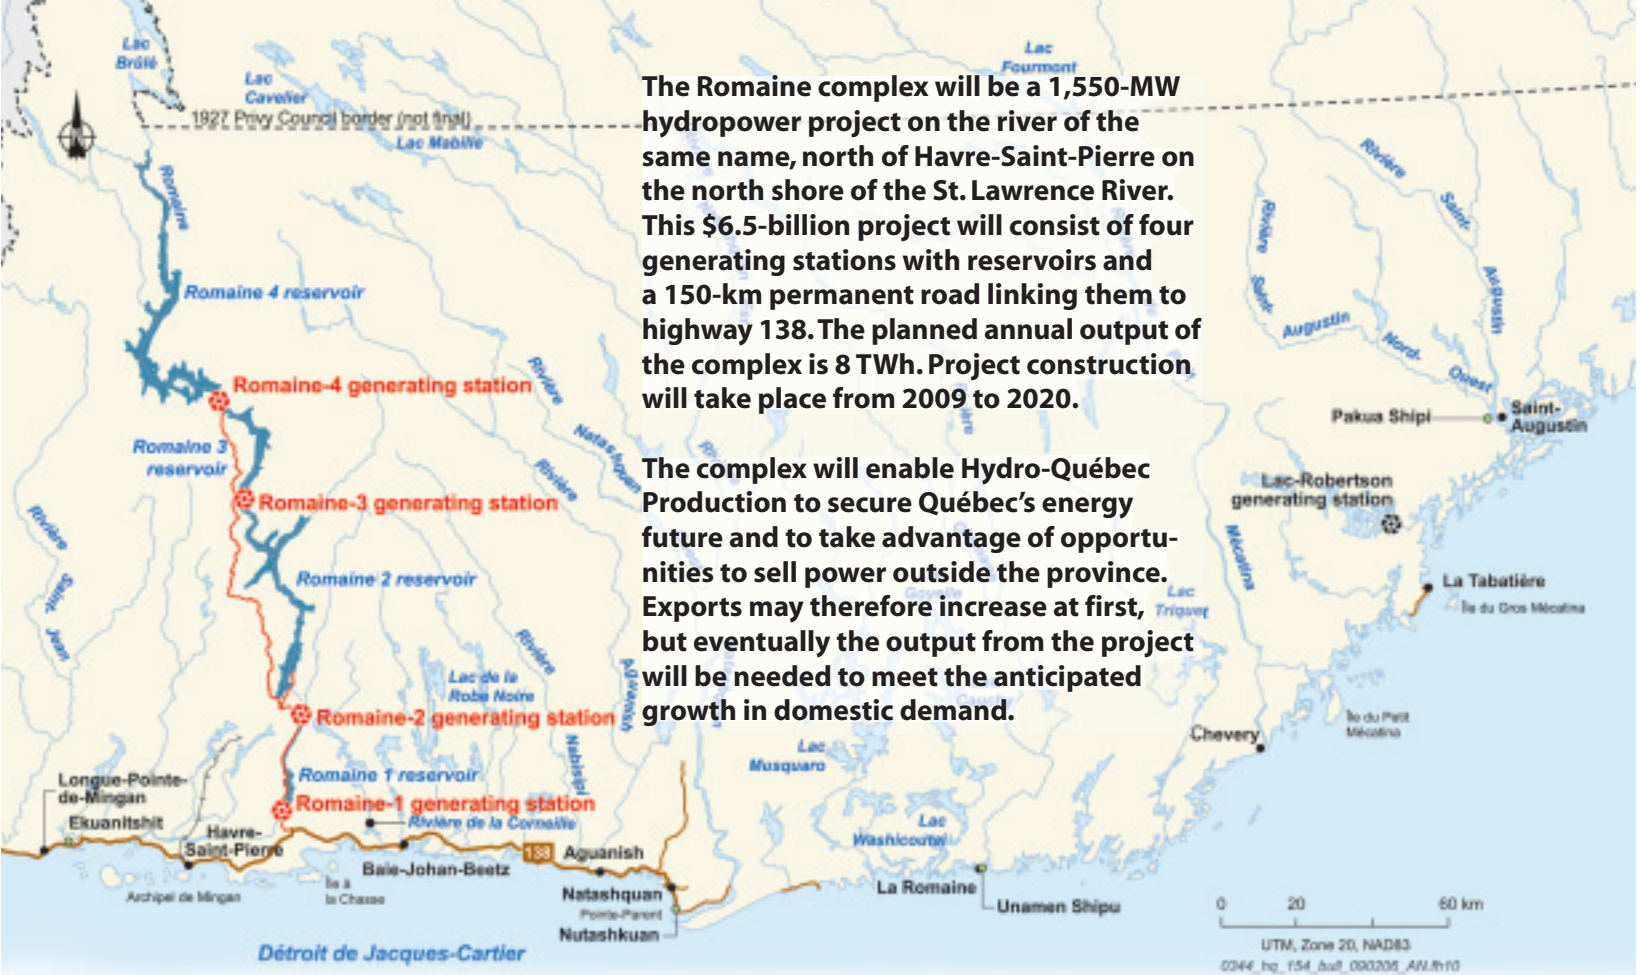 Lac
Brûlé
Lac
Cavelier
1927 Privy Council border (not final)
Lac Mabille
Lac
Fourmont
Romaine
The Romaine complex will be a 1,550-MW
hydropower project on the river of the
same name, north of Havre-Saint-Pierre on
the north shore of the St. Lawrence River.
This $6.5-billion project will consist of four
generating stations with reservoirs and
a 150-km permanent road linking them to
highway 138. The planned annual output of
the complex is 8 TWh. Project construction
will take place from 2009 to 2020.
The complex will enable Hydro-Québec
Production to secure Québec’s energy
future and to take advantage of opportu-
nities to sell power outside the province.
Exports may therefore increase at first,
but eventually the output from the project
will be needed to meet the anticipated
growth in domestic demand.
Romaine 4 reservoir
Romaine-4 generating station
Romaine 3
reservoir
Romaine-3 generating station
Romaine 2 reservoir
Romaine-2 generating station
Romaine 1 reservoir
Romaine-1 generating station
Rivière de la Corneille
Rivière
Saint-
Jean
Rivière
Natashquan
Rivière
Rivière
Aguanish
Nabisipi
Lac de la
Robe Noire
Rivière
Saint-
Augustin
Rivière
Saint-
Augustin
Nord-
Ouest
Pakua Shipi
Saint-
Augustin
Lac-Robertson
generating station
Mécatina
La Tabatière
Île du Gros Mécatina
Lac
Triquet
Île du Petit
Mécatina
Chevery
Lac
Musquaro
Lac
Washicoutai
Longue-Pointe-
de-Mingan
Ekuanitshit
Havre-
Saint-Pierre
Archipel de Mingan
Île à
la Chasse
Baie-Johan-Beetz
138
Aguanish
Natashquan
Pointe-Parent
Nutashkuan
La Romaine
Unamen Shipu
Détroit de Jacques-Cartier
0 20 60 km
UTM, Zone 20, NAD83
0344_hq_154_bull_090206_AN.fh10